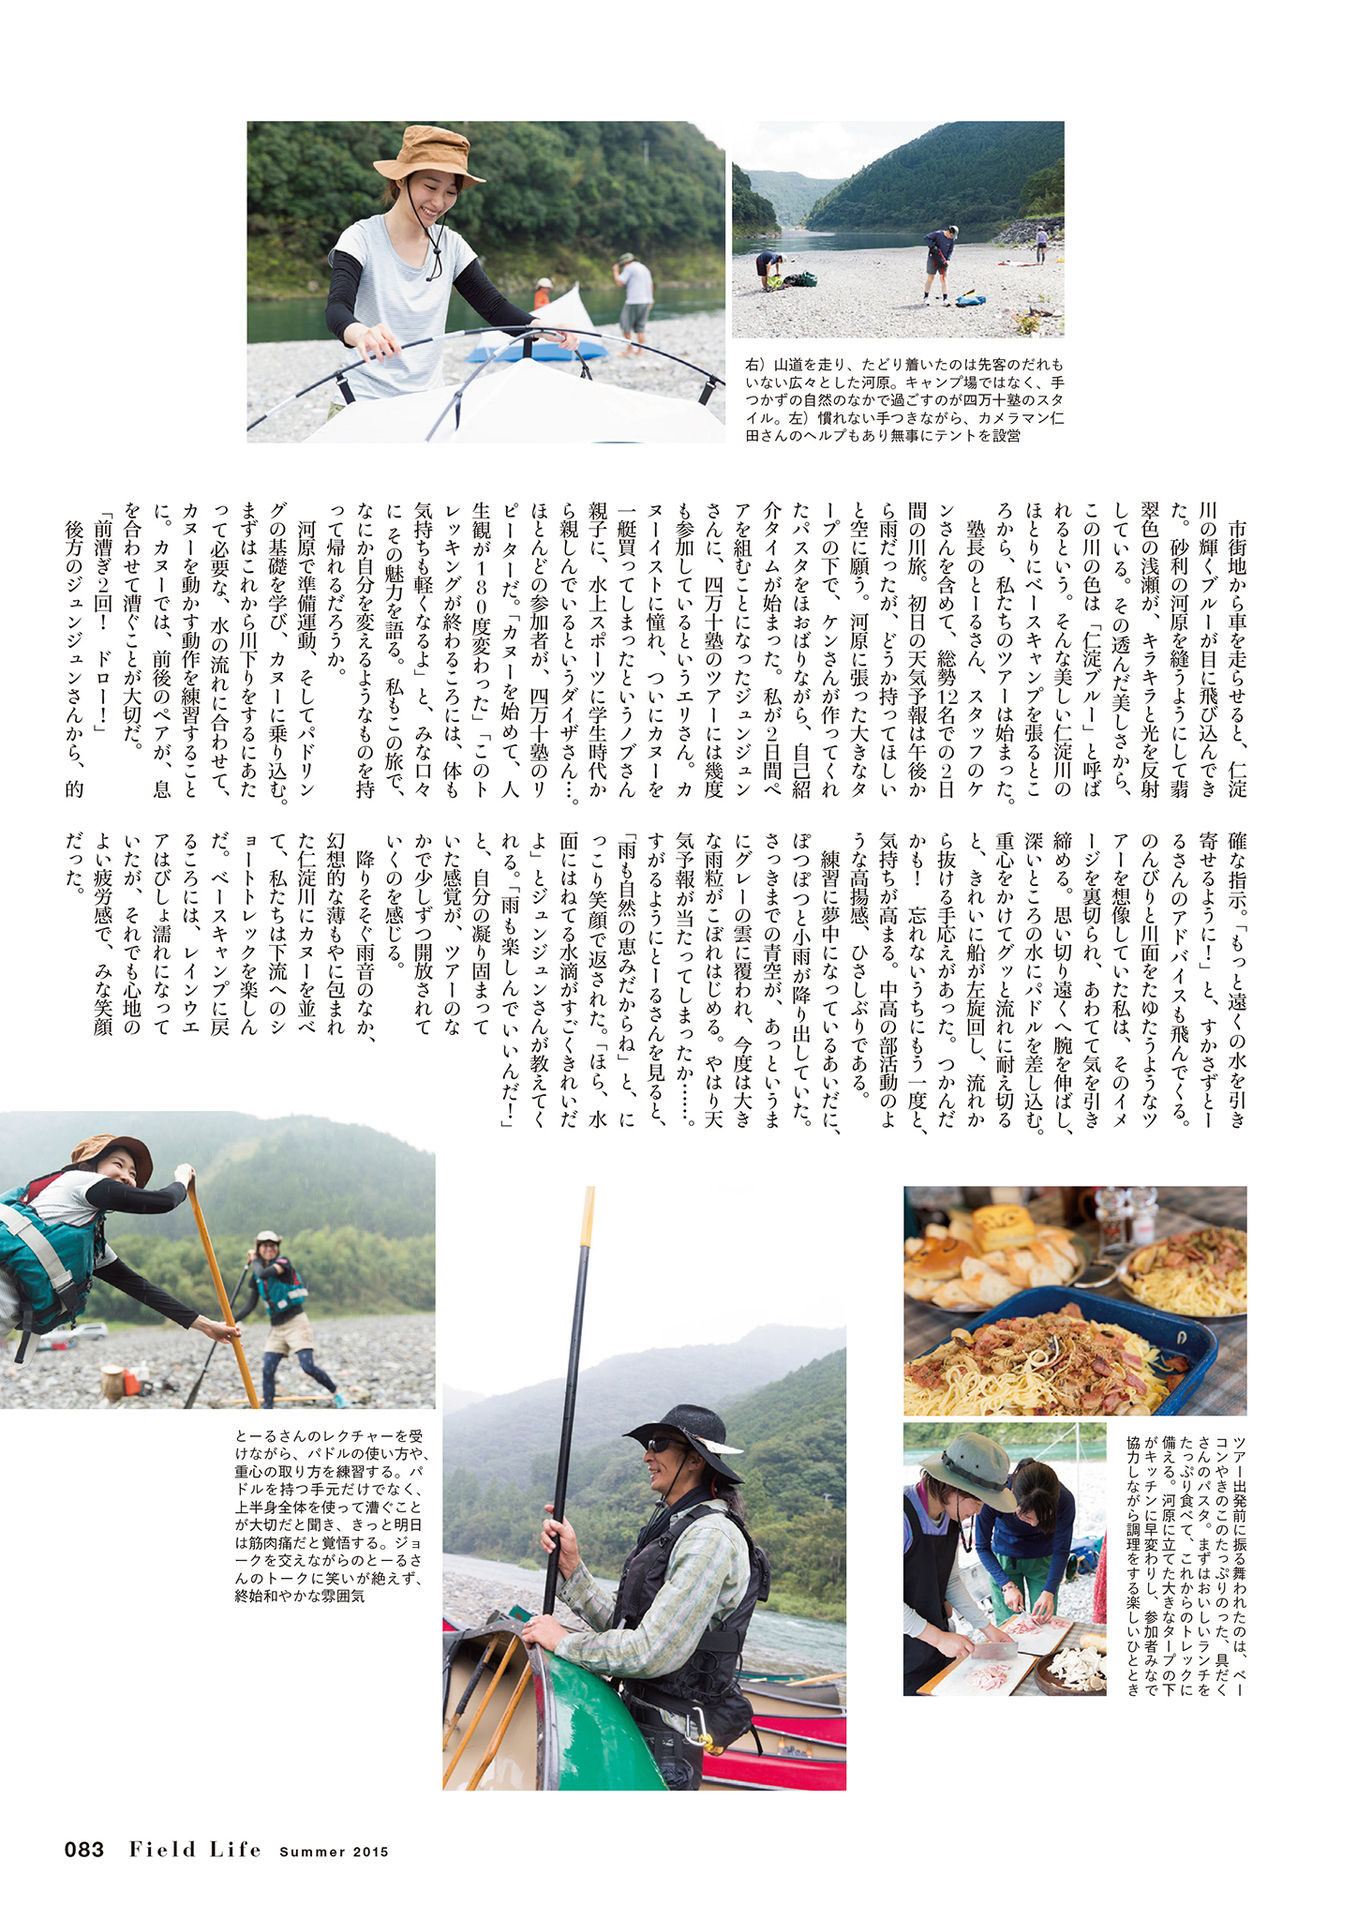 右）山道を走り、たどり着いたのは先客のだれも
いない広々とした河原。キャンプ場ではなく、手
つかずの自然のなかで過ごすのが四万十塾のスタ
イル。左）慣れない手つきながら、カメラマン仁
田さんのヘルプもあり無事にテントを設営
市街地から車を走らせると、仁淀
川の輝くブルーが目に飛び込んでき
た。砂利の河原を縫うようにして翡
翠色の浅瀬が、キラキラと光を反射
している。その透んだ美しさから、
この川の色は「仁淀ブルー」と呼ば
れるという。そんな美しい仁淀川の
ほとりにベースキャンプを張るとこ
ろから、私たちのツアーは始まった。
塾長のとーるさん、スタッフのケ
ンさんを含めて、総勢12名での2日
間の川旅。初日の天気予報は午後か
ら雨だったが、どうか持ってほしい
と空に願う。河原に張った大きなタ
ープの下で、ケンさんが作ってくれ
たパスタをほおばりながら、自己紹
介タイムが始まった。私が2日間ペ
アを組むことになったジュンジュン
さんに、四万十塾のツアーには幾度
も参加しているというエリさん。カ
ヌーイストに憧れ、ついにカヌーを
一艇買ってしまったというノブさん
親子に、水上スポーツに学生時代か
ら親しんでいるというダイザさん…。
ほとんどの参加者が、四万十塾のリ
ピーターだ。「カヌーを始めて、人
生観が180度変わった」「このト
レッキングが終わるころには、体も
気持ちも軽くなるよ」と、みな口々
に その魅力を語る。私もこの旅で、
なにか自分を変えるようなものを持
って帰れるだろうか。
河原で準備運動、そしてパドリン
グの基礎を学び、カヌーに乗り込む。
まずはこれから川下りをするにあた
って必要な、水の流れに合わせて、
カヌーを動かす動作を練習すること
に。カヌーでは、前後のペアが、息
を合わせて漕ぐことが大切だ。
「前漕ぎ2回！　ドロー！」
後方のジュンジュンさんから、的
確な指示。「もっと遠くの水を引き
寄せるように！」と、すかさずとー
るさんのアドバイスも飛んでくる。
のんびりと川面をたゆたうようなツ
アーを想像していた私は、そのイメ
ージを裏切られ、あわてて気を引き
締める。思い切り遠くへ腕を伸ばし、
深いところの水にパドルを差し込む。
重心をかけてグッと流れに耐え切る
と、きれいに船が左旋回し、流れか
ら抜ける手応えがあった。つかんだ
かも！　忘れないうちにもう一度と、
気持ちが高まる。中高の部活動のよ
うな高揚感、ひさしぶりである。
練習に夢中になっているあいだに、
ぽつぽつと小雨が降り出していた。
さっきまでの青空が、あっというま
にグレーの雲に覆われ、今度は大き
な雨粒がこぼれはじめる。やはり天
気予報が当たってしまったか……。
すがるようにとーるさんを見ると、
「雨も自然の恵みだからね」と、に
っこり笑顔で返された。「ほら、水
面にはねてる水滴がすごくきれいだ
よ」とジュンジュンさんが教えてく
れる。「雨も楽しんでいいんだ！」
と、自分の凝り固まって
いた感覚が、ツアーのな
かで少しずつ開放されて
いくのを感じる。
降りそそぐ雨音のなか、
幻想的な薄もやに包まれ
た仁淀川にカヌーを並べ
て、私たちは下流へのシ
ョートトレックを楽しん
だ。ベースキャンプに戻
るころには、レインウエ
アはびしょ濡れになって
いたが、それでも心地の
よい疲労感で、みな笑顔
だった。
ツアー出発前に振る舞われたのは、ベー
コンやきのこのたっぷりのった、具だく
さんのパスタ。まずはおいしいランチを
たっぷり食べて、これからのトレックに
備える。河原に立てた大きなタープの下
がキッチンに早変わりし、参加者みなで
協力しながら調理をする楽しいひととき
とーるさんのレクチャーを受
けながら、パドルの使い方や、
重心の取り方を練習する。パ
ドルを持つ手元だけでなく、
上半身全体を使って漕ぐこと
が大切だと聞き、きっと明日
は筋肉痛だと覚悟する。ジョ
ークを交えながらのとーるさ
んのトークに笑いが絶えず、
終始和やかな雰囲気
083 Field Life Summer 2015